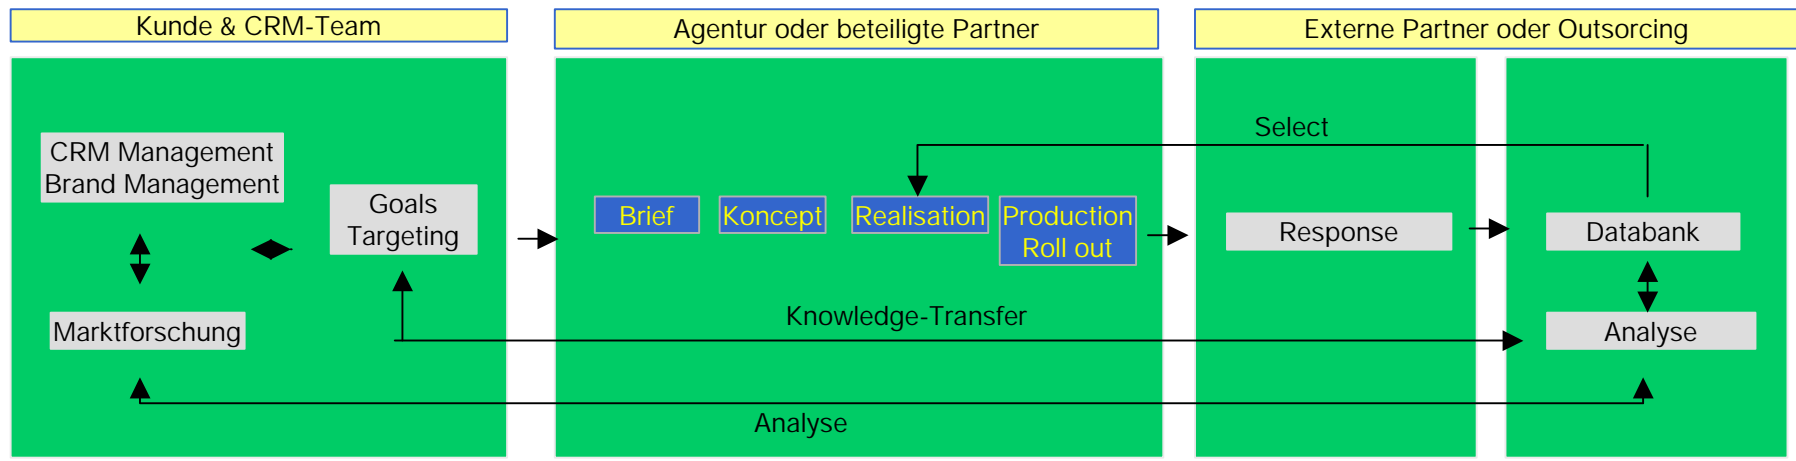 Kunde & CRM-Team
Agentur oder beteiligte Partner
Externe Partner oder Outsorcing
CRM Management
Brand Management
Goals
Targeting
Marktforschung
Brief
Koncept
Realisation
Production
Roll out
Select
Response
Databank
Knowledge-Transfer
Analyse
Analyse